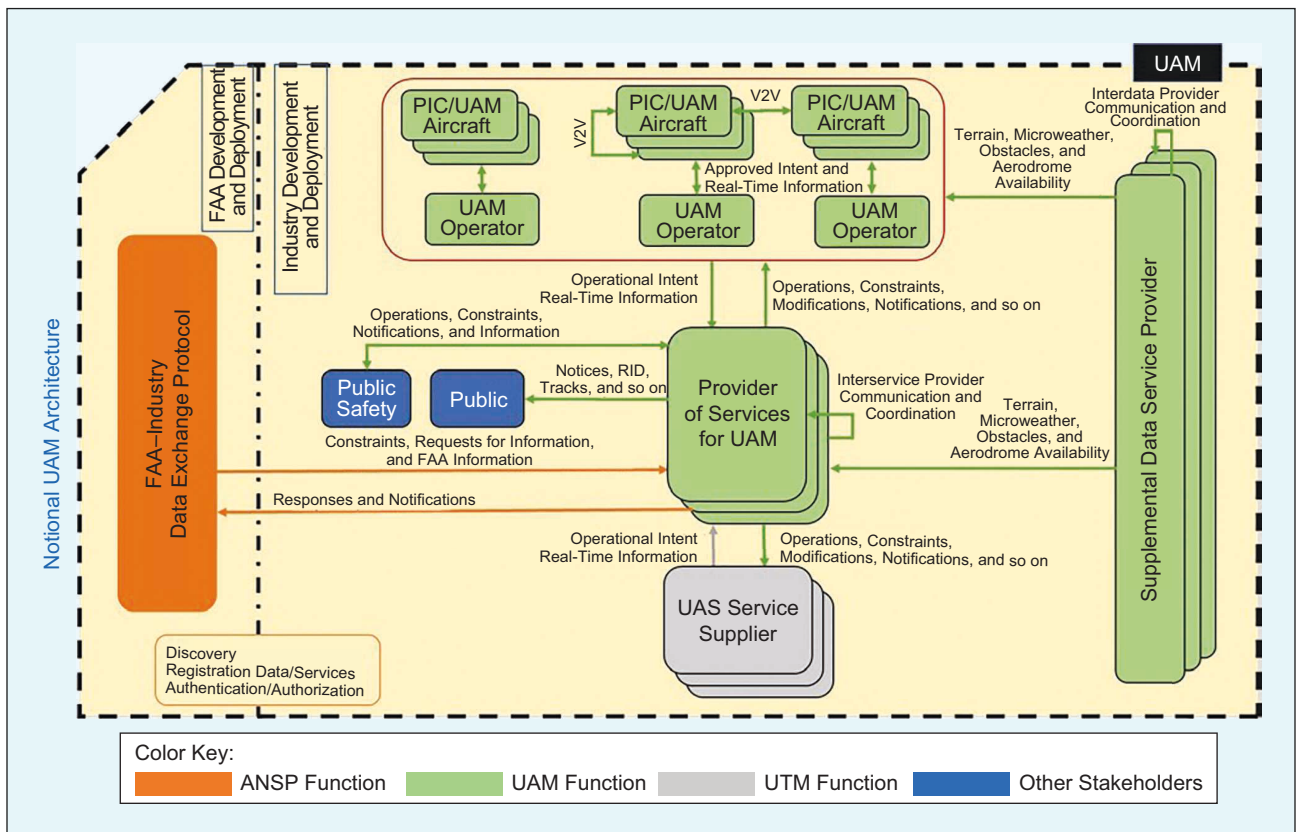 UAM
FAA Development
and Deployment
Industry Development
and Deployment
PIC/UAM
Aircraft
PIC/UAM
Aircraft
V2V
PIC/UAM
Aircraft
V2V
Approved Intent and
Real-Time Information
UAM
Operator
UAM
Operator
UAM
Operator
Interdata Provider
Communication and
Coordination
Terrain, Microweather,
Obstacles, and
Aerodrome
Availability
Operational Intent
Real-Time Information
Operations, Constraints,
Modifications, Notifications, and so on
Operations, Constraints,
Notifications, and Information
Public
Safety
Public
Notices, RID,
Tracks, and so on
Provider
of Services
for UAM
Interservice Provider
Communication and
Coordination
Terrain,
Microweather,
Obstacles, and
Aerodrome Availability
Supplemental Data Service Provider
Notional UAM Architecture
FAA–Industry
Data Exchange Protocol
Constraints, Requests for Information,
and FAA Information
Responses and Notifications
Operational Intent
Real-Time Information
Operations, Constraints,
Modifications, Notifications, and so on
UAS Service
Supplier
Discovery
Registration Data/Services
Authentication/Authorization
Color Key:
ANSP Function
UAM Function
UTM Function
Other Stakeholders